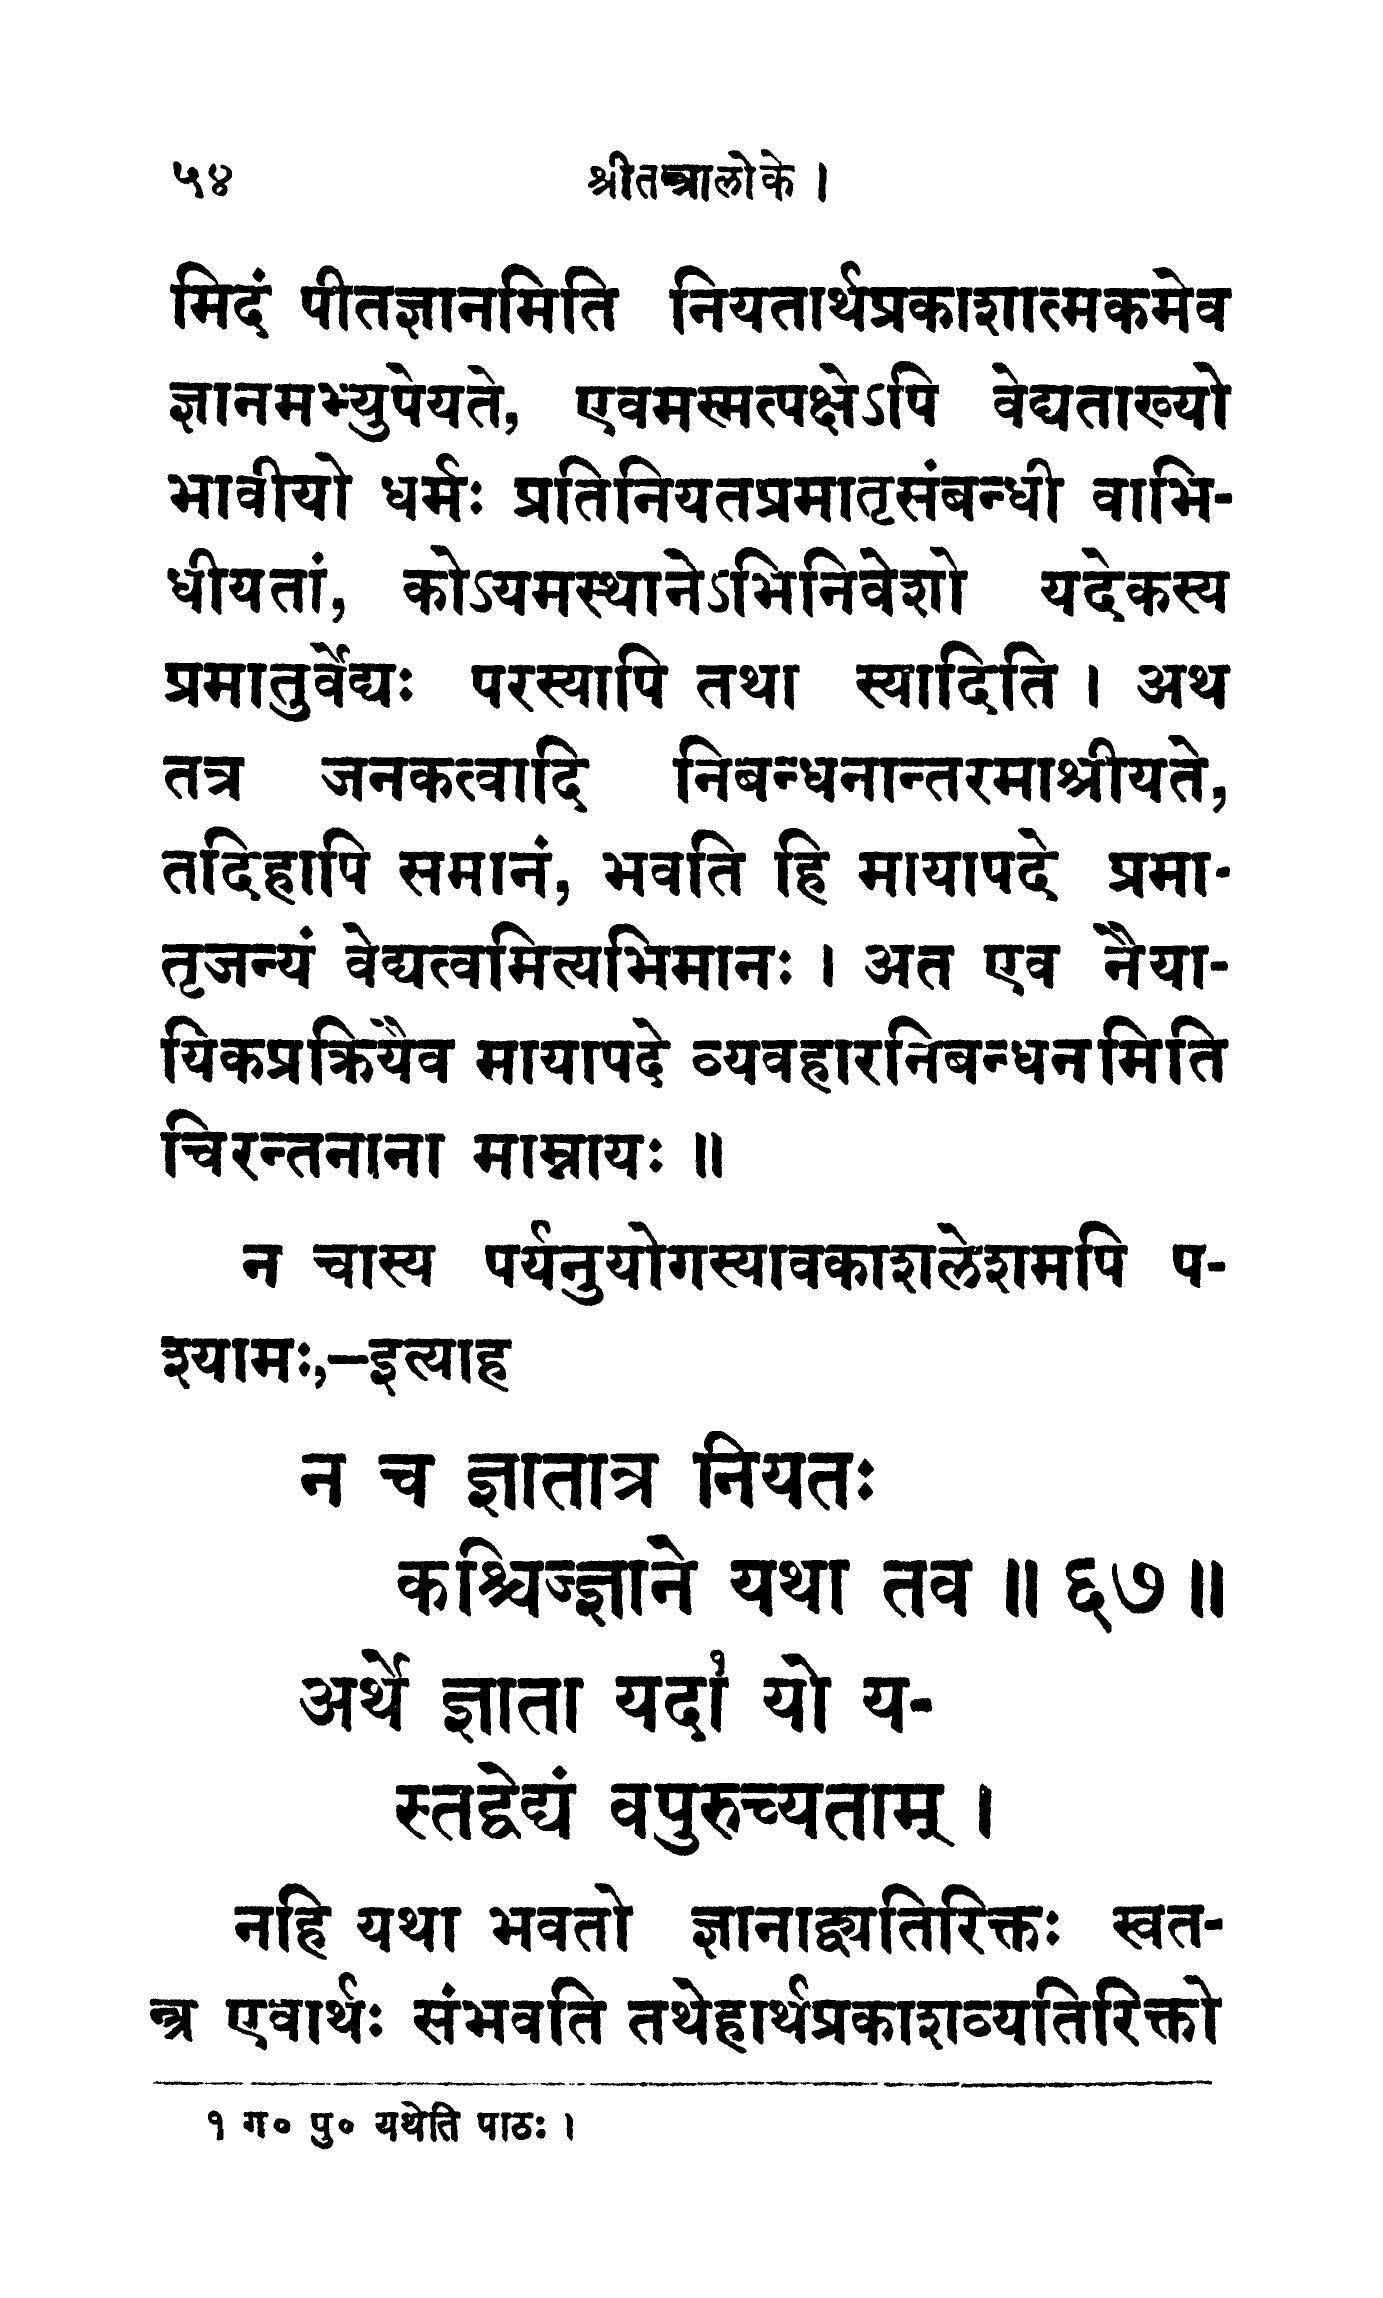 ५४ श्रीतन्त्रालोके ।
मिदं पीतज्ञानमिति नियतार्थप्रकाशात्मकमेव
ज्ञानमभ्युपेयते, एवमस्मत्पक्षेऽपि वेद्यताख्यो
भावीयो धर्मः प्रतिनियतप्रमातृसंबन्धी वाभि-
धीयतां, कोऽयमस्थानेऽभिनिवेशो यदेकस्य
प्रमातुर्वेद्यः परस्यापि तथा स्यादिति । अथ
तत्र जनकत्वादि निबन्धनान्तरमाश्रीयते,
तदिहापि समानं, भवति हि मायापदे प्रमा-
तृजन्यं वेद्यत्वमित्यभिमानः । अत एव नैया-
यिकप्रक्रियैव मायापदे व्यवहारनिबन्धनमिति
चिरन्तनाना माम्नायः ॥
न चास्य पर्यनुयोगस्यावकाशलेशमपि प-
श्यामः,—इत्याह
न च ज्ञातात्र नियतः
कश्चिज्ज्ञाने यथा तव ॥ ६७ ॥
अर्थे ज्ञाता यदा१ यो य-
स्तद्वेद्यं वपुरुच्यताम् ।
नहि यथा भवतो ज्ञानाद्व्यतिरिक्तः स्वत-
न्त्र एवार्थः संभवति तथेहार्थप्रकाशव्यतिरिक्तो
१ ग० पु० यथेति पाठः ।